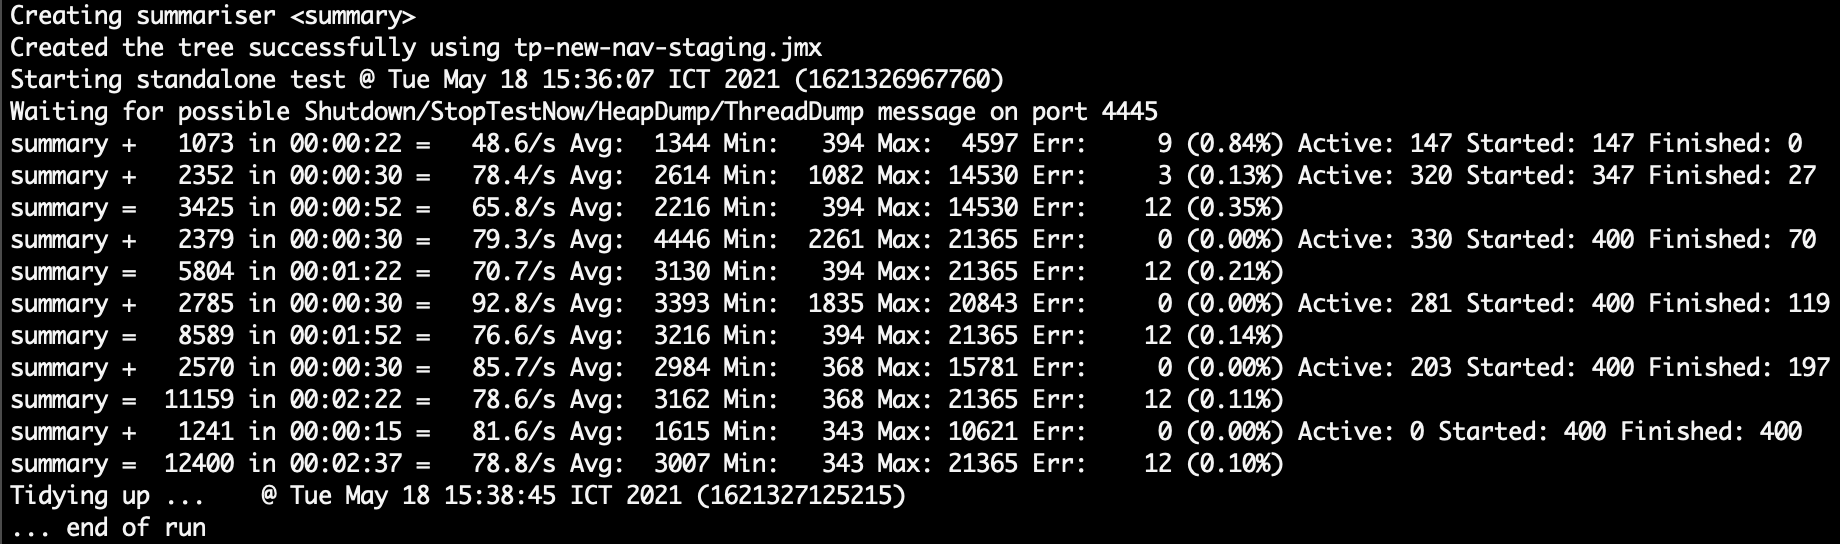 Creating summariser <summary>
Created the tree successfully using tp-new-nav-staging.jmx
Starting standalone test @ Tue May 18 15:36:07 ICT 2021 (1621326967760)
Waiting for possible Shutdown/StopTestNow/HeapDump/ThreadDump message on port 4445
summary +   1073 in 00:00:22 =   48.6/s Avg:  1344 Min:   394 Max:  4597 Err:     9 (0.84%) Active: 147 Started: 147 Finished: 0
summary +   2352 in 00:00:30 =   78.4/s Avg:  2614 Min:  1082 Max: 14530 Err:     3 (0.13%) Active: 320 Started: 347 Finished: 27
summary =   3425 in 00:00:52 =   65.8/s Avg:  2216 Min:   394 Max: 14530 Err:    12 (0.35%)
summary +   2379 in 00:00:30 =   79.3/s Avg:  4446 Min:  2261 Max: 21365 Err:     0 (0.00%) Active: 330 Started: 400 Finished: 70
summary =   5804 in 00:01:22 =   70.7/s Avg:  3130 Min:   394 Max: 21365 Err:    12 (0.21%)
summary +   2785 in 00:00:30 =   92.8/s Avg:  3393 Min:  1835 Max: 20843 Err:     0 (0.00%) Active: 281 Started: 400 Finished: 119
summary =   8589 in 00:01:52 =   76.6/s Avg:  3216 Min:   394 Max: 21365 Err:    12 (0.14%)
summary +   2570 in 00:00:30 =   85.7/s Avg:  2984 Min:   368 Max: 15781 Err:     0 (0.00%) Active: 203 Started: 400 Finished: 197
summary =  11159 in 00:02:22 =   78.6/s Avg:  3162 Min:   368 Max: 21365 Err:    12 (0.11%)
summary +   1241 in 00:00:15 =   81.6/s Avg:  1615 Min:   343 Max: 10621 Err:     0 (0.00%) Active: 0 Started: 400 Finished: 400
summary =  12400 in 00:02:37 =   78.8/s Avg:  3007 Min:   343 Max: 21365 Err:    12 (0.10%)
Tidying up ...    @ Tue May 18 15:38:45 ICT 2021 (1621327125215)
... end of run